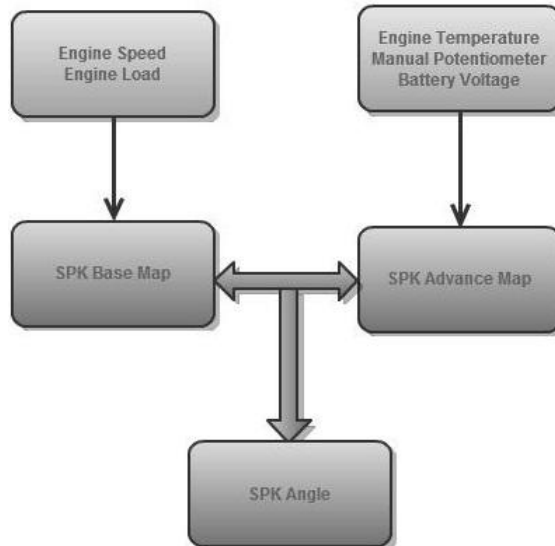 Engine Speed
Engine Load
Engine Temperature
Manual Potentiometer
Battery Voltage
SPK Base Map
SPK Advance Map
SPK Angle